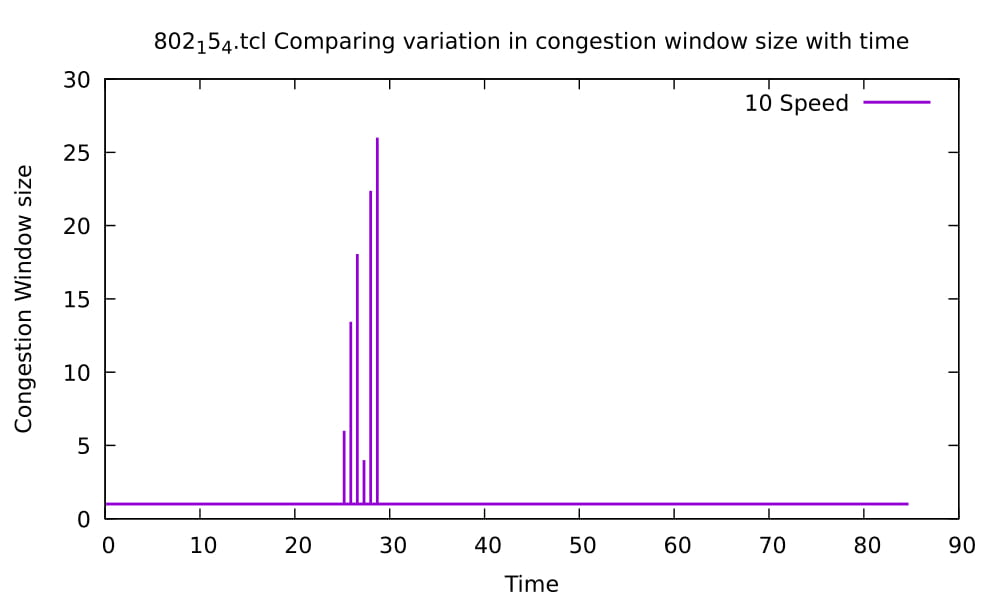 802₁5₄.tcl Comparing variation in congestion window size with time
10 Speed
Congestion Window size
30
25
20
15
10
5
0
0 10 20 30 40 50 60 70 80 90
Time